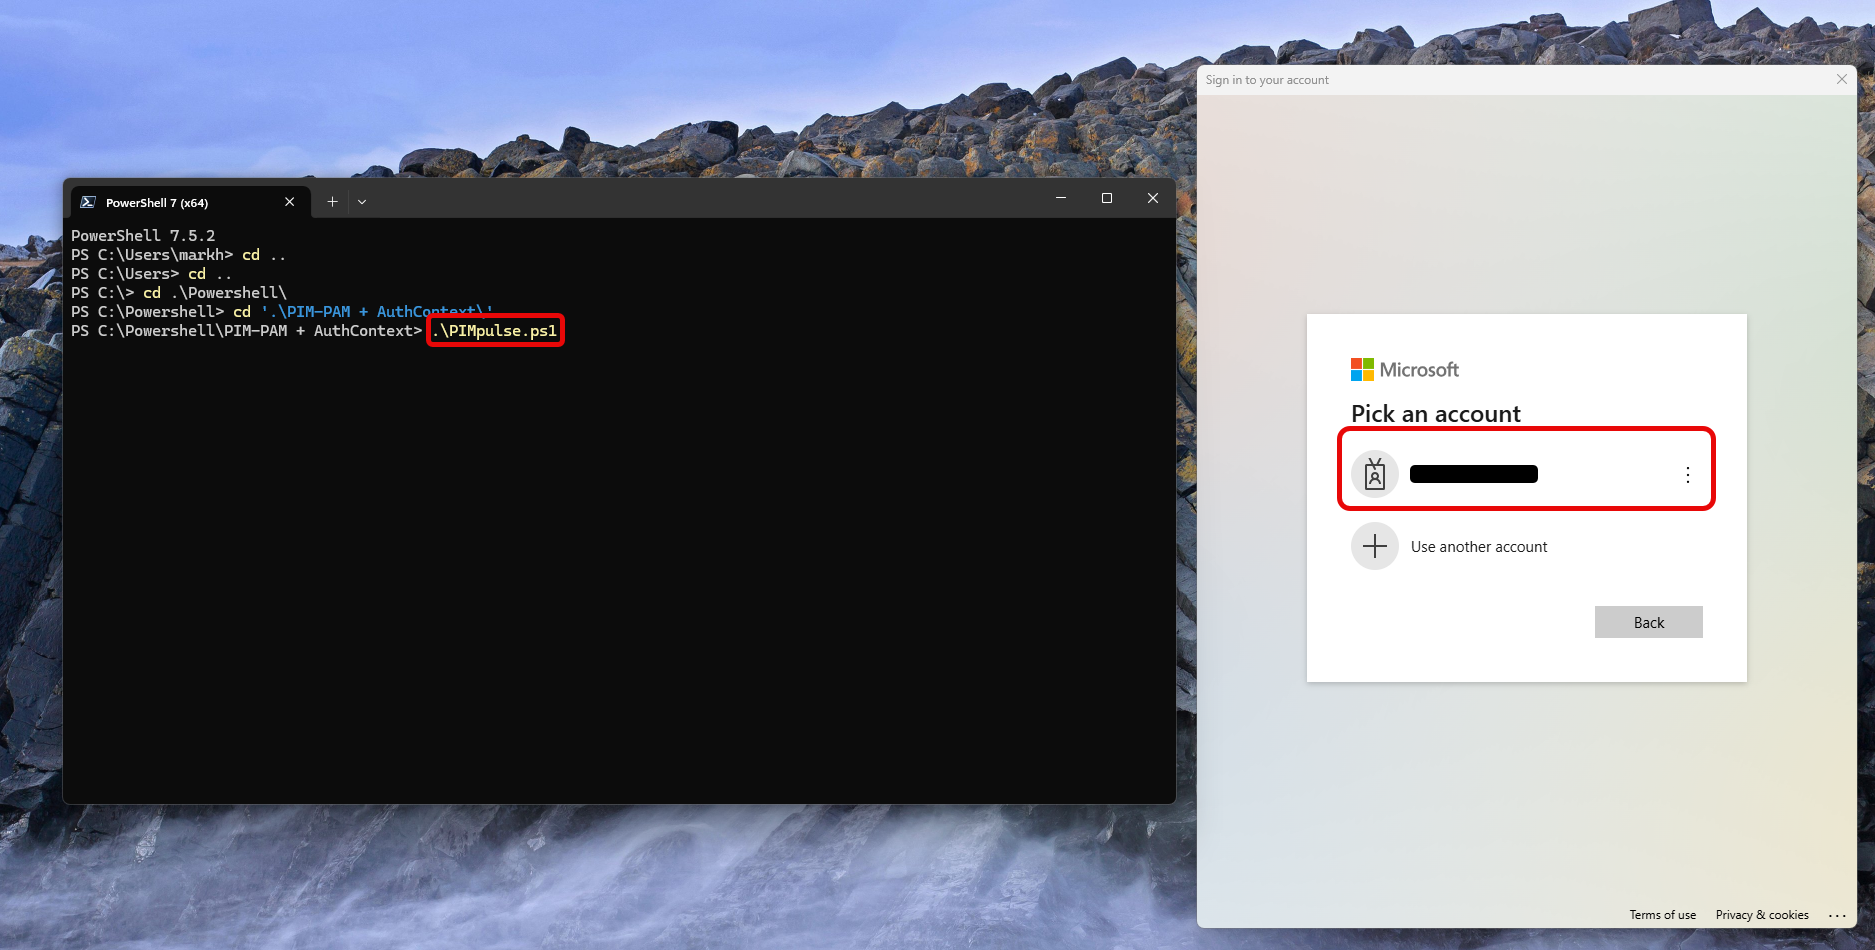 PowerShell 7 (x64)
PowerShell 7.5.2
PS C:\Users\markh> cd ..
PS C:\Users> cd ..
PS C:\> cd .\Powershell\
PS C:\Powershell> cd '.\PIM-PAM + AuthContext\'
PS C:\Powershell\PIM-PAM + AuthContext> .\PIMpulse.ps1
Sign in to your account
Microsoft
Pick an account
Use another account
Back
Terms of use Privacy & cookies ...